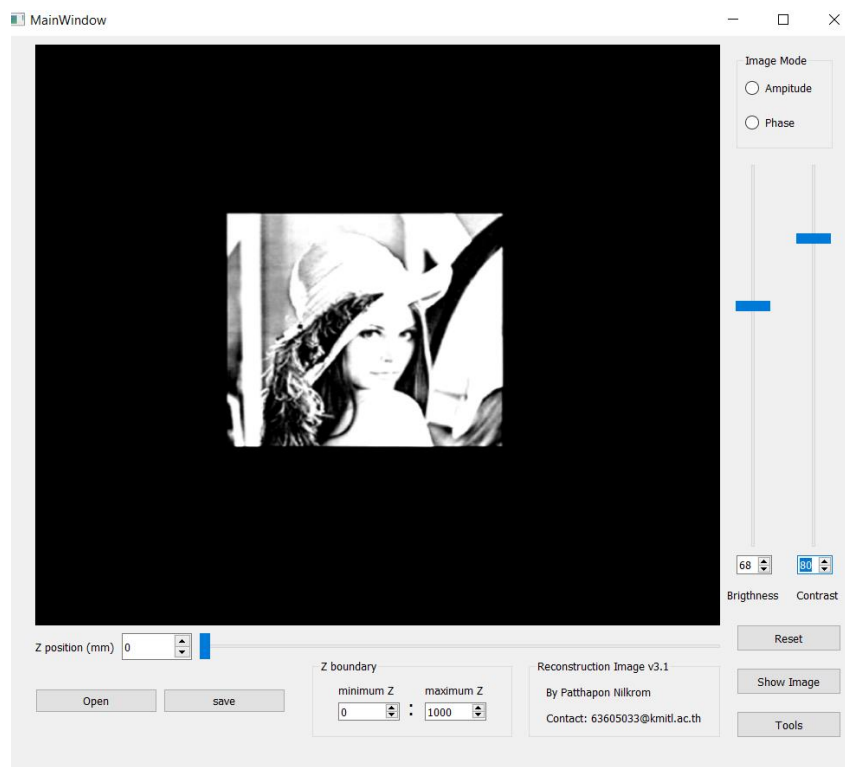 MainWindow
Image Mode
Ampitude
Phase
68
80
Brigthness
Contrast
Z position (mm)
0
Reset
Z boundary
minimum Z
maximum Z
0
:
1000
Reconstruction Image v3.1
By Patthapon Nilkrom
Contact: 63605033@kmitl.ac.th
Show Image
Open
save
Tools